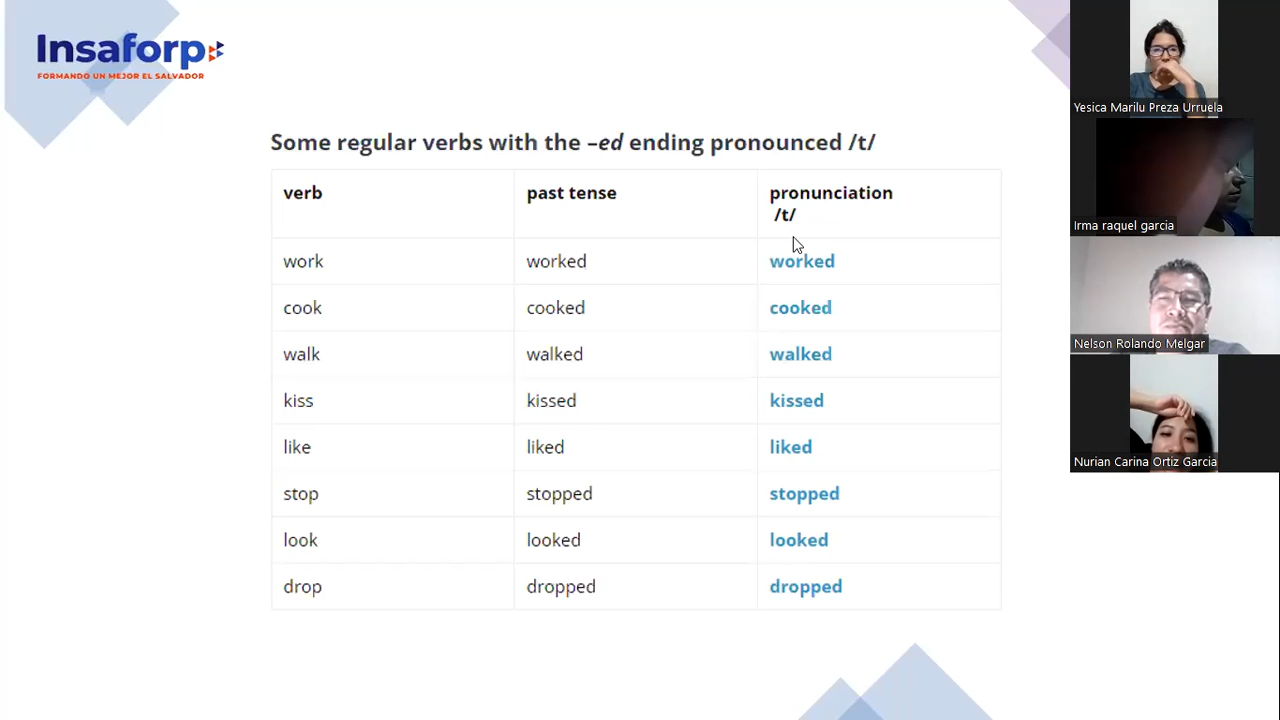 Insaforp
FORMANDO UN MEJOR EL SALVADOR
Some regular verbs with the –ed ending pronounced /t/
verb past tense pronunciation /t/
work worked worked
cook cooked cooked
walk walked walked
kiss kissed kissed
like liked liked
stop stopped stopped
look looked looked
drop dropped dropped
Yesica Marilu Preza Urruela
Irma raquel garcia
Nelson Rolando Melgar
Nurian Carina Ortiz Garcia